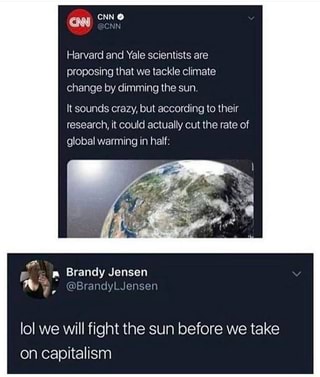 CNN
CNN
@CNN
Harvard and Yale scientists are
proposing that we tackle climate
change by dimming the sun.
It sounds crazy, but according to their
research, it could actually cut the rate of
global warming in half:
Brandy Jensen
@BrandyLJensen
lol we will fight the sun before we take
on capitalism